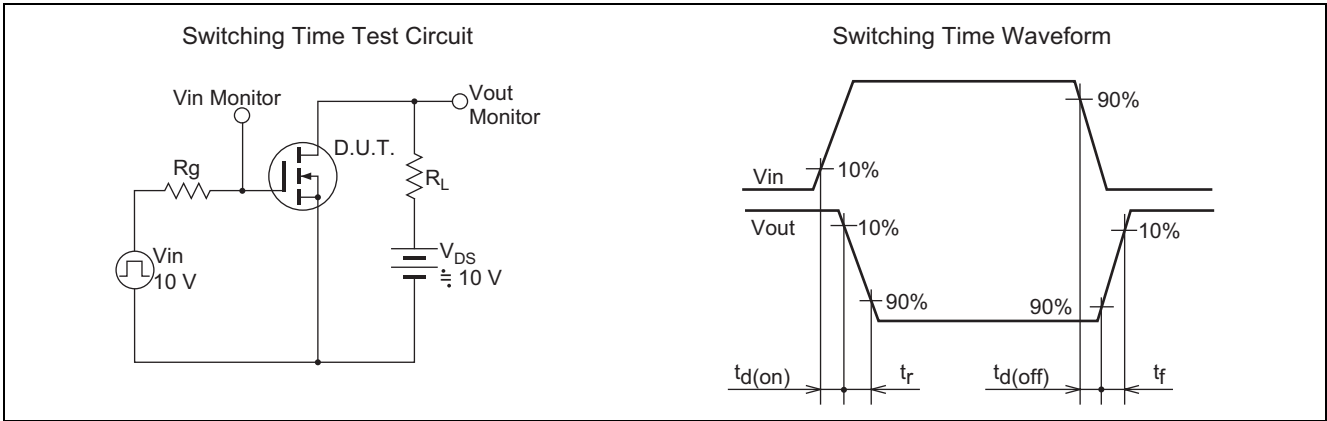 Switching Time Test Circuit
Vin Monitor
Vout
Monitor
D.U.T.
Rg
RL
VDS
≒ 10 V
Vin
10 V
Switching Time Waveform
90%
10%
Vin
Vout
10%
10%
90%
90%
td(on)
tr
td(off)
tf